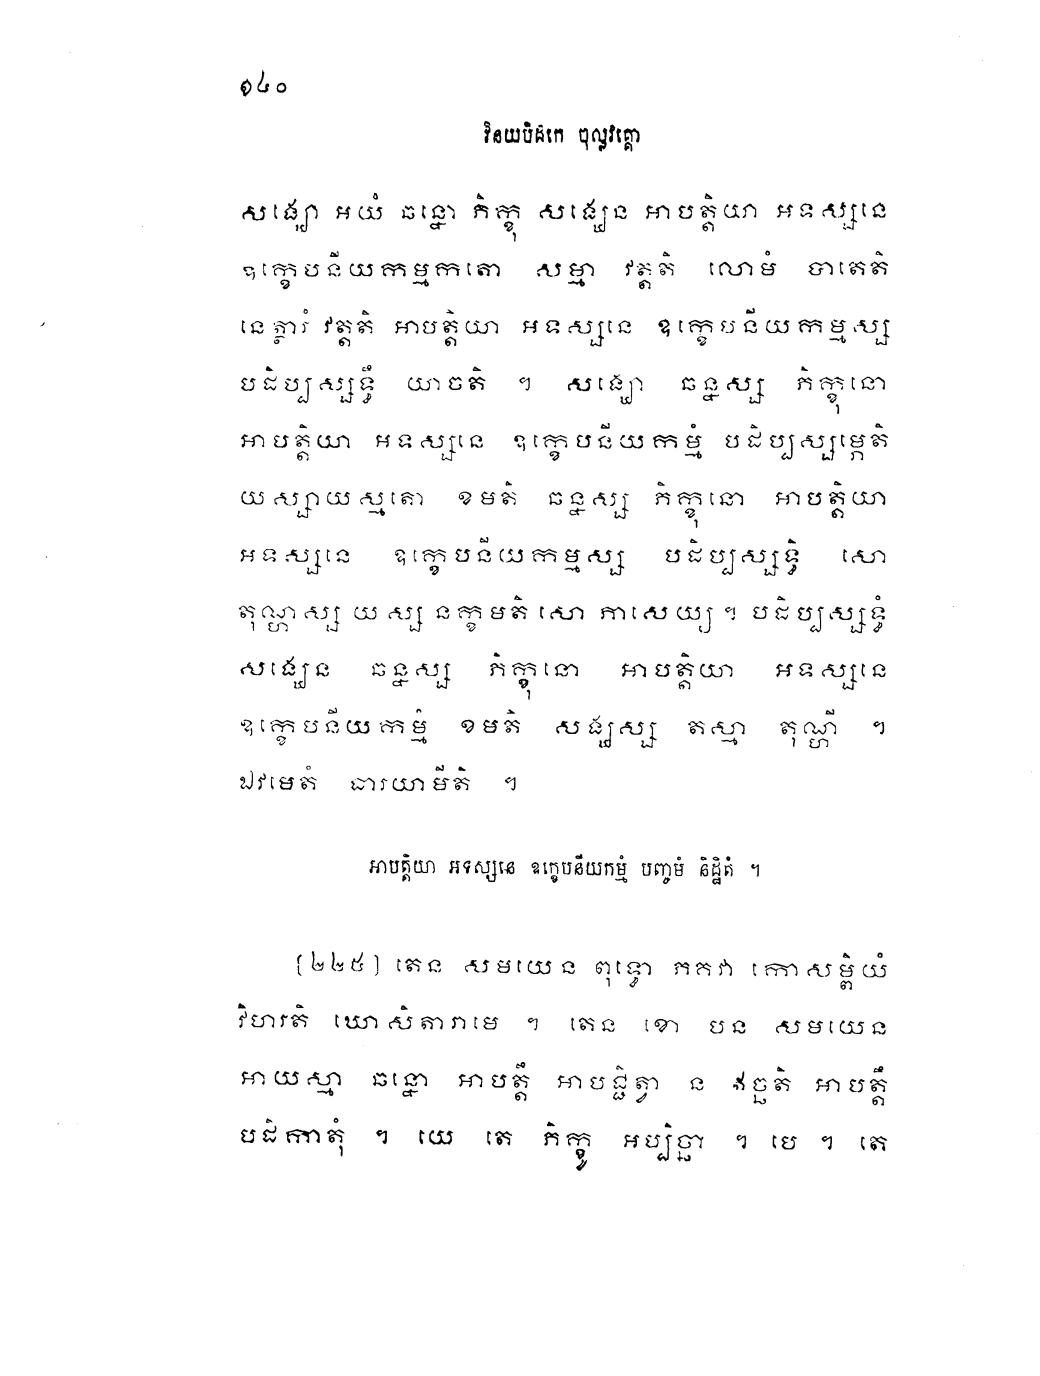 ១៤០
វិនយបិដកេ ចុល្លវគ្គោ
សង្ឃោ អយំ ឆន្នោ ភិក្ខុ សង្ឃេន អាបត្តិយា អទស្សនេ
ឧក្ខេបនីយកម្មកតោ សម្មា វត្តតិ លោមំ បាតេតិ
នេត្ថារំ វត្តតិ អាបត្តិយា អទស្សនេ ឧក្ខេបនីយកម្មស្ស
បដិប្បស្សទ្ធឹ យាចតិ ។ សង្ឃោ ឆន្នស្ស ភិក្ខុនោ
អាបត្តិយា អទស្សនេ ឧក្ខេបនីយកម្មំ បដិប្បស្សម្ភេតិ
យស្សាយស្មតោ ខមតិ ឆន្នស្ស ភិក្ខុនោ អាបត្តិយា
អទស្សនេ ឧក្ខេបនីយកម្មស្ស បដិប្បស្សទ្ធិ សោ
តុណ្ហស្ស យស្ស នក្ខមតិ សោ ភាសេយ្យ ។ បដិប្បស្សទ្ធំ
សង្ឃេន ឆន្នស្ស ភិក្ខុនោ អាបត្តិយា អទស្សនេ
ឧក្ខេបនីយកម្មំ ខមតិ សង្ឃស្ស តស្មា តុណ្ហី ។
ឯវមេតំ ធារយាមីតិ ។
អាបត្តិយា អទស្សនេ ឧក្ខេបនីយកម្មំ បញ្ចមំ និដ្ឋិតំ ។
[២២៥] តេន សមយេន ពុទ្ធោ ភគវា កោសម្ពិយំ
វិហរតិ ឃោសិតារាមេ ។ តេន ខោ បន សមយេន
អាយស្មា ឆន្នោ អាបត្តឹ អាបជ្ជិត្វា ន ឥច្ឆតិ អាបត្តឹ
បដិកាតុំ ។ យេ តេ ភិក្ខូ អប្បិច្ឆា ។ បេ ។ តេ